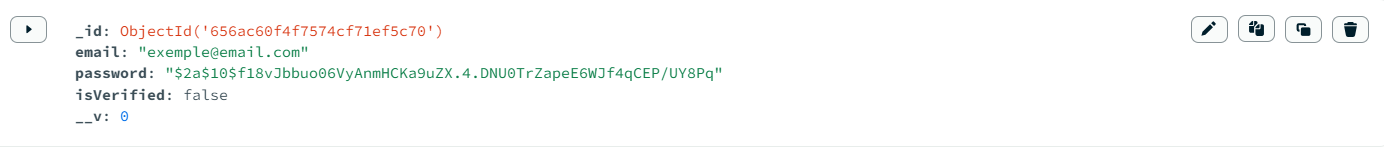 _id: ObjectId('656ac60f4f7574cf71ef5c70')
email: "exemple@email.com"
password: "$2a$10$f18vJbbuo06VyAnmHCKa9uZX.4.DNU0TrZapeE6WJf4qCEP/UY8Pq"
isVerified: false
__v: 0